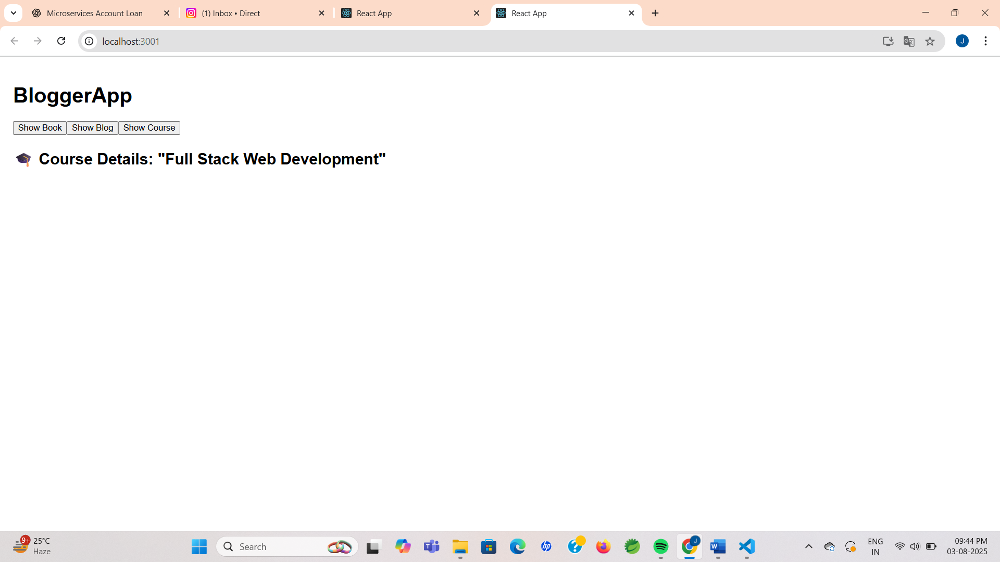 Microservices Account Loan
(1) Inbox • Direct
React App
React App
localhost:3001
J
BloggerApp
Show Book
Show Blog
Show Course
🎓 Course Details: "Full Stack Web Development"
9+
25°C
Haze
Search
T
hp
?
J
W
ENG
IN
09:44 PM
03-08-2025